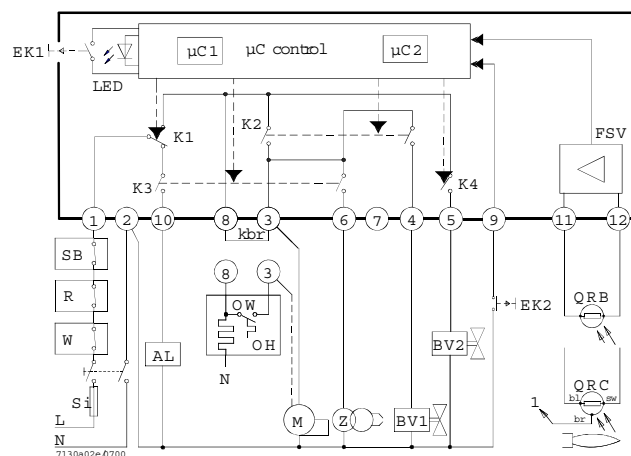 µC1 µC control µC2
EK1
LED
FSV
K1
K2
K3
K4
1 2 10 8 3 6 7 4 5 9 11 12
kbr
SB
R
W
Si
L
N
8 3
OW
OH
N
AL
EK2
QRB
BV2
QRC
bl sw
br
1
M
Z
BV1
7130a02e/0700